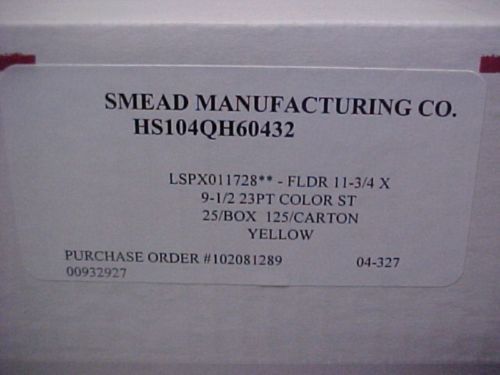 SMEAD MANUFACTURING CO.
HS104QH60432
LSPX011728** - FLDR 11-3/4 X
9-1/2 23PT COLOR ST
25/BOX 125/CARTON
YELLOW
PURCHASE ORDER #102081289 04-327
00932927